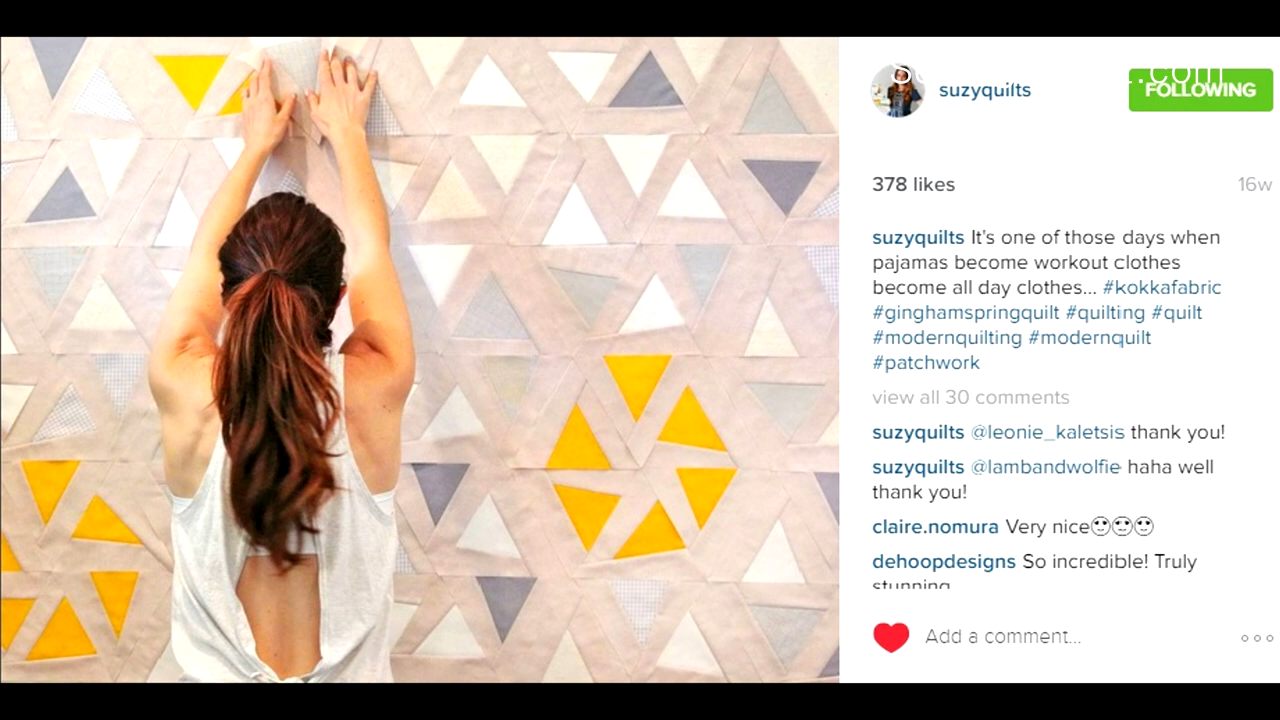 suzyquilts
.com
FOLLOWING
378 likes
16w
suzyquilts It's one of those days when
pajamas become workout clothes
become all day clothes... #kokkafabric
#ginghamspringquilt #quilting #quilt
#modernquilting #modernquilt
#patchwork
view all 30 comments
suzyquilts @leonie_kaletsis thank you!
suzyquilts @lambandwolfie haha well
thank you!
claire.nomura Very nice🙄🙄🙄
dehoopdesigns So incredible! Truly
stunning
Add a comment...